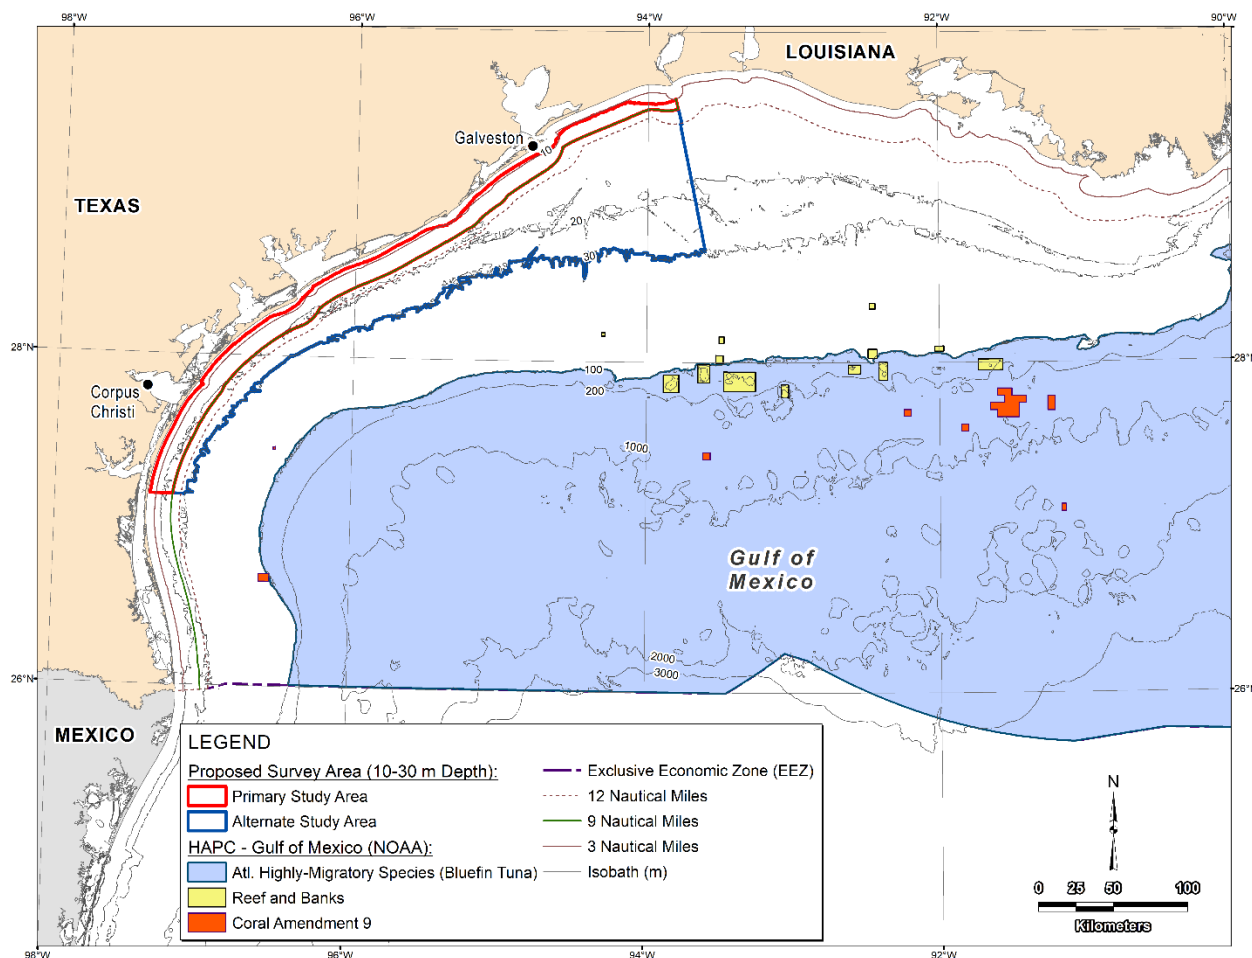 98°W 96°W 94°W 92°W 90°W
LOUISIANA
Galveston
10
TEXAS
20
30
28°N 28°N
100
Corpus
Christi
200
1000
Gulf of
Mexico
2000
3000
26°N 26°N
MEXICO
LEGEND
Proposed Survey Area (10-30 m Depth):
Primary Study Area
Alternate Study Area
HAPC - Gulf of Mexico (NOAA):
Atl. Highly-Migratory Species (Bluefin Tuna)
Reef and Banks
Coral Amendment 9
Exclusive Economic Zone (EEZ)
12 Nautical Miles
9 Nautical Miles
3 Nautical Miles
Isobath (m)
N
0 25 50 100
Kilometers
98°W 96°W 94°W 92°W